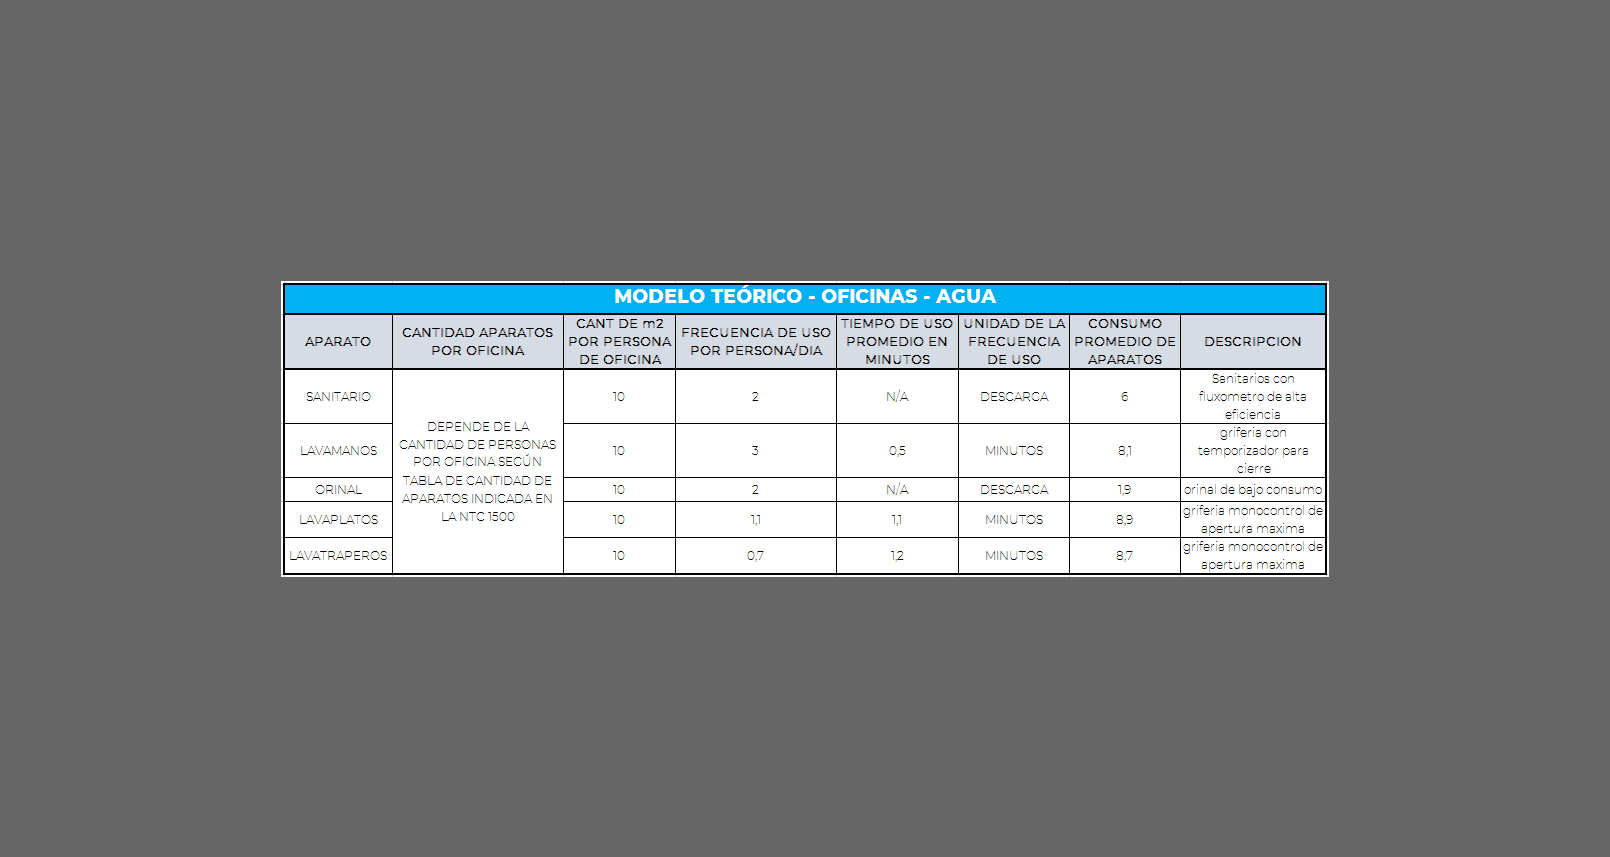 MODELO TEÓRICO - OFICINAS - AGUA
APARATO
CANTIDAD APARATOS
POR OFICINA
CANT DE m2
POR PERSONA
DE OFICINA
FRECUENCIA DE USO
POR PERSONA/DIA
TIEMPO DE USO
PROMEDIO EN
MINUTOS
UNIDAD DE LA
FRECUENCIA
DE USO
CONSUMO
PROMEDIO DE
APARATOS
DESCRIPCION
SANITARIO
DEPENDE DE LA
CANTIDAD DE PERSONAS
POR OFICINA SEGÚN
TABLA DE CANTIDAD DE
APARATOS INDICADA EN
LA NTC 1500
10
2
N/A
DESCARGA
6
Sanitarios con
fluxometro de alta
eficiencia
LAVAMANOS
10
3
0,5
MINUTOS
8,1
griferia con
temporizador para
cierre
ORINAL
10
2
N/A
DESCARGA
1,9
orinal de bajo consumo
LAVAPLATOS
10
1,1
1,1
MINUTOS
8,9
griferia monocontrol de
apertura maxima
LAVATRAPEROS
10
0,7
1,2
MINUTOS
8,7
griferia monocontrol de
apertura maxima